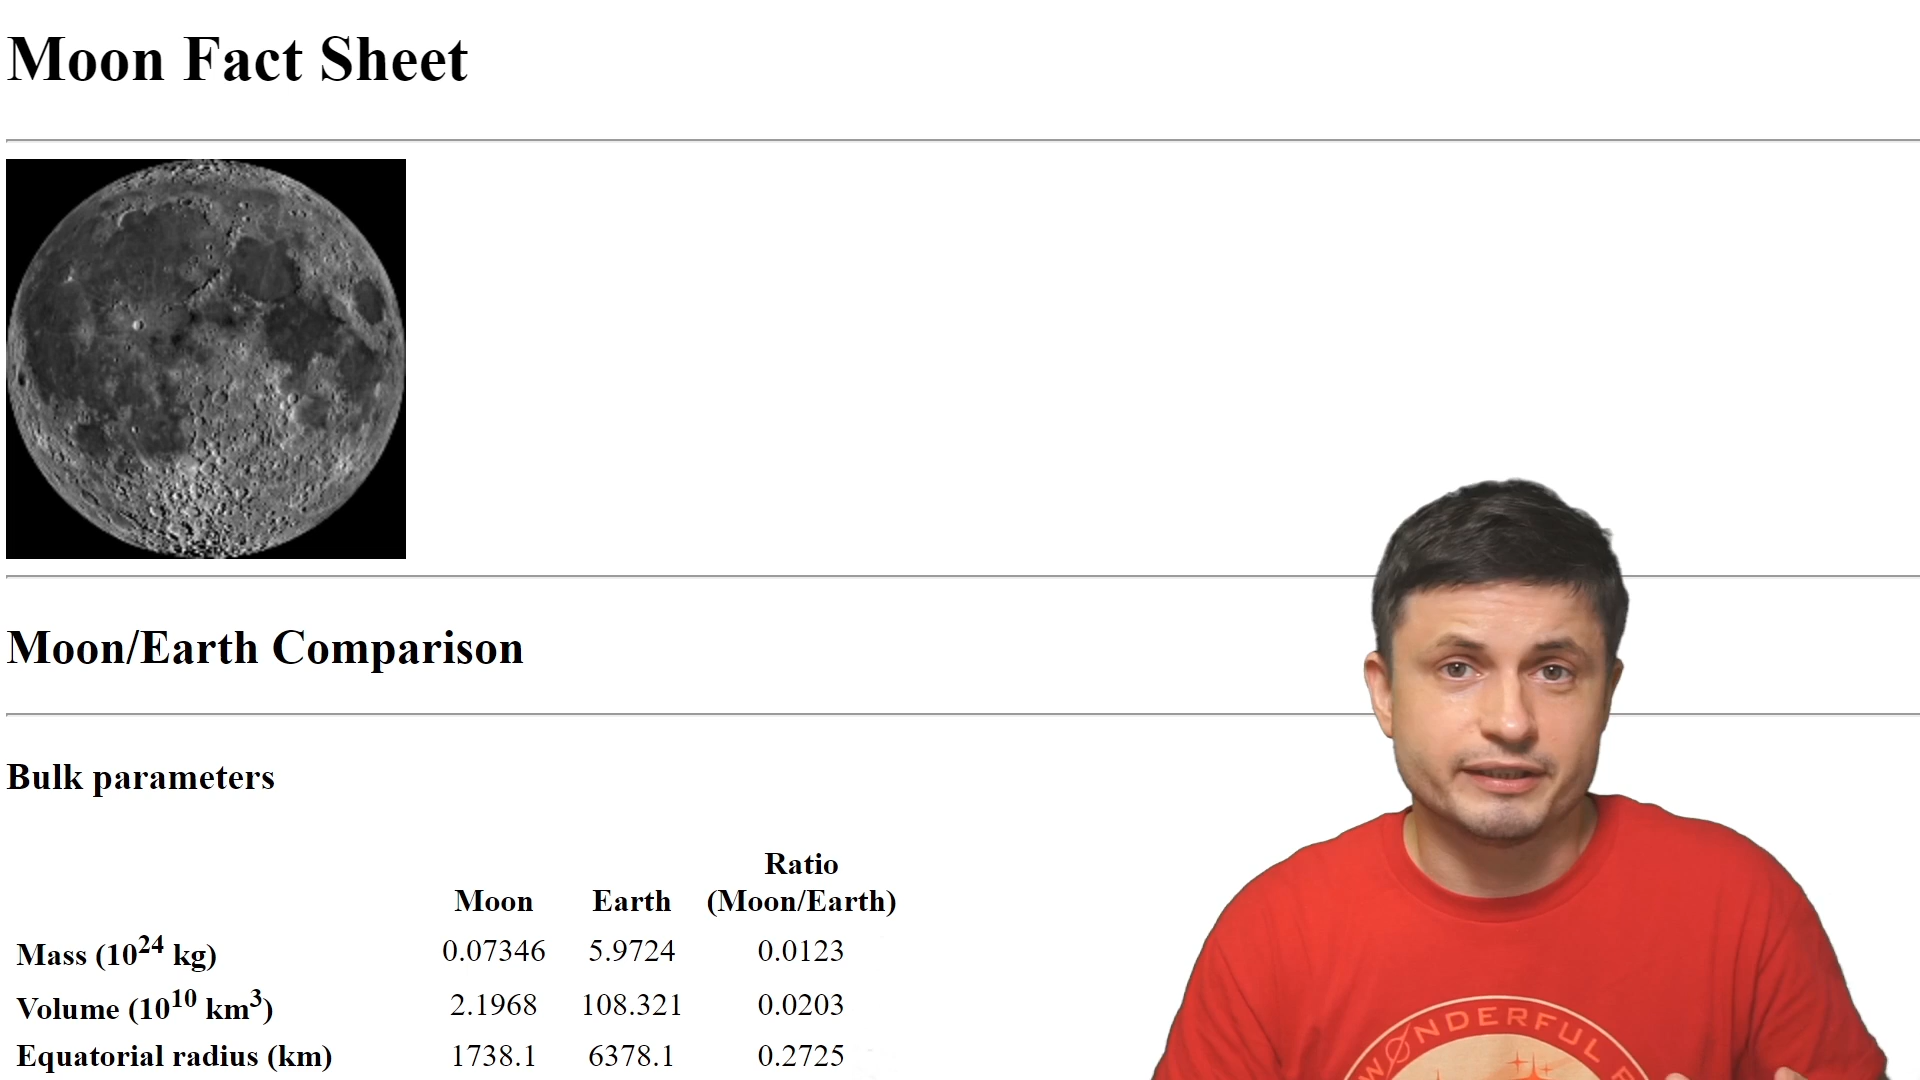 Moon Fact Sheet
Moon/Earth Comparison
Bulk parameters
Ratio
Moon Earth (Moon/Earth)
Mass (10^24 kg) 0.07346 5.9724 0.0123
Volume (10^10 km^3) 2.1968 108.321 0.0203
Equatorial radius (km) 1738.1 6378.1 0.2725
WONDERFUL